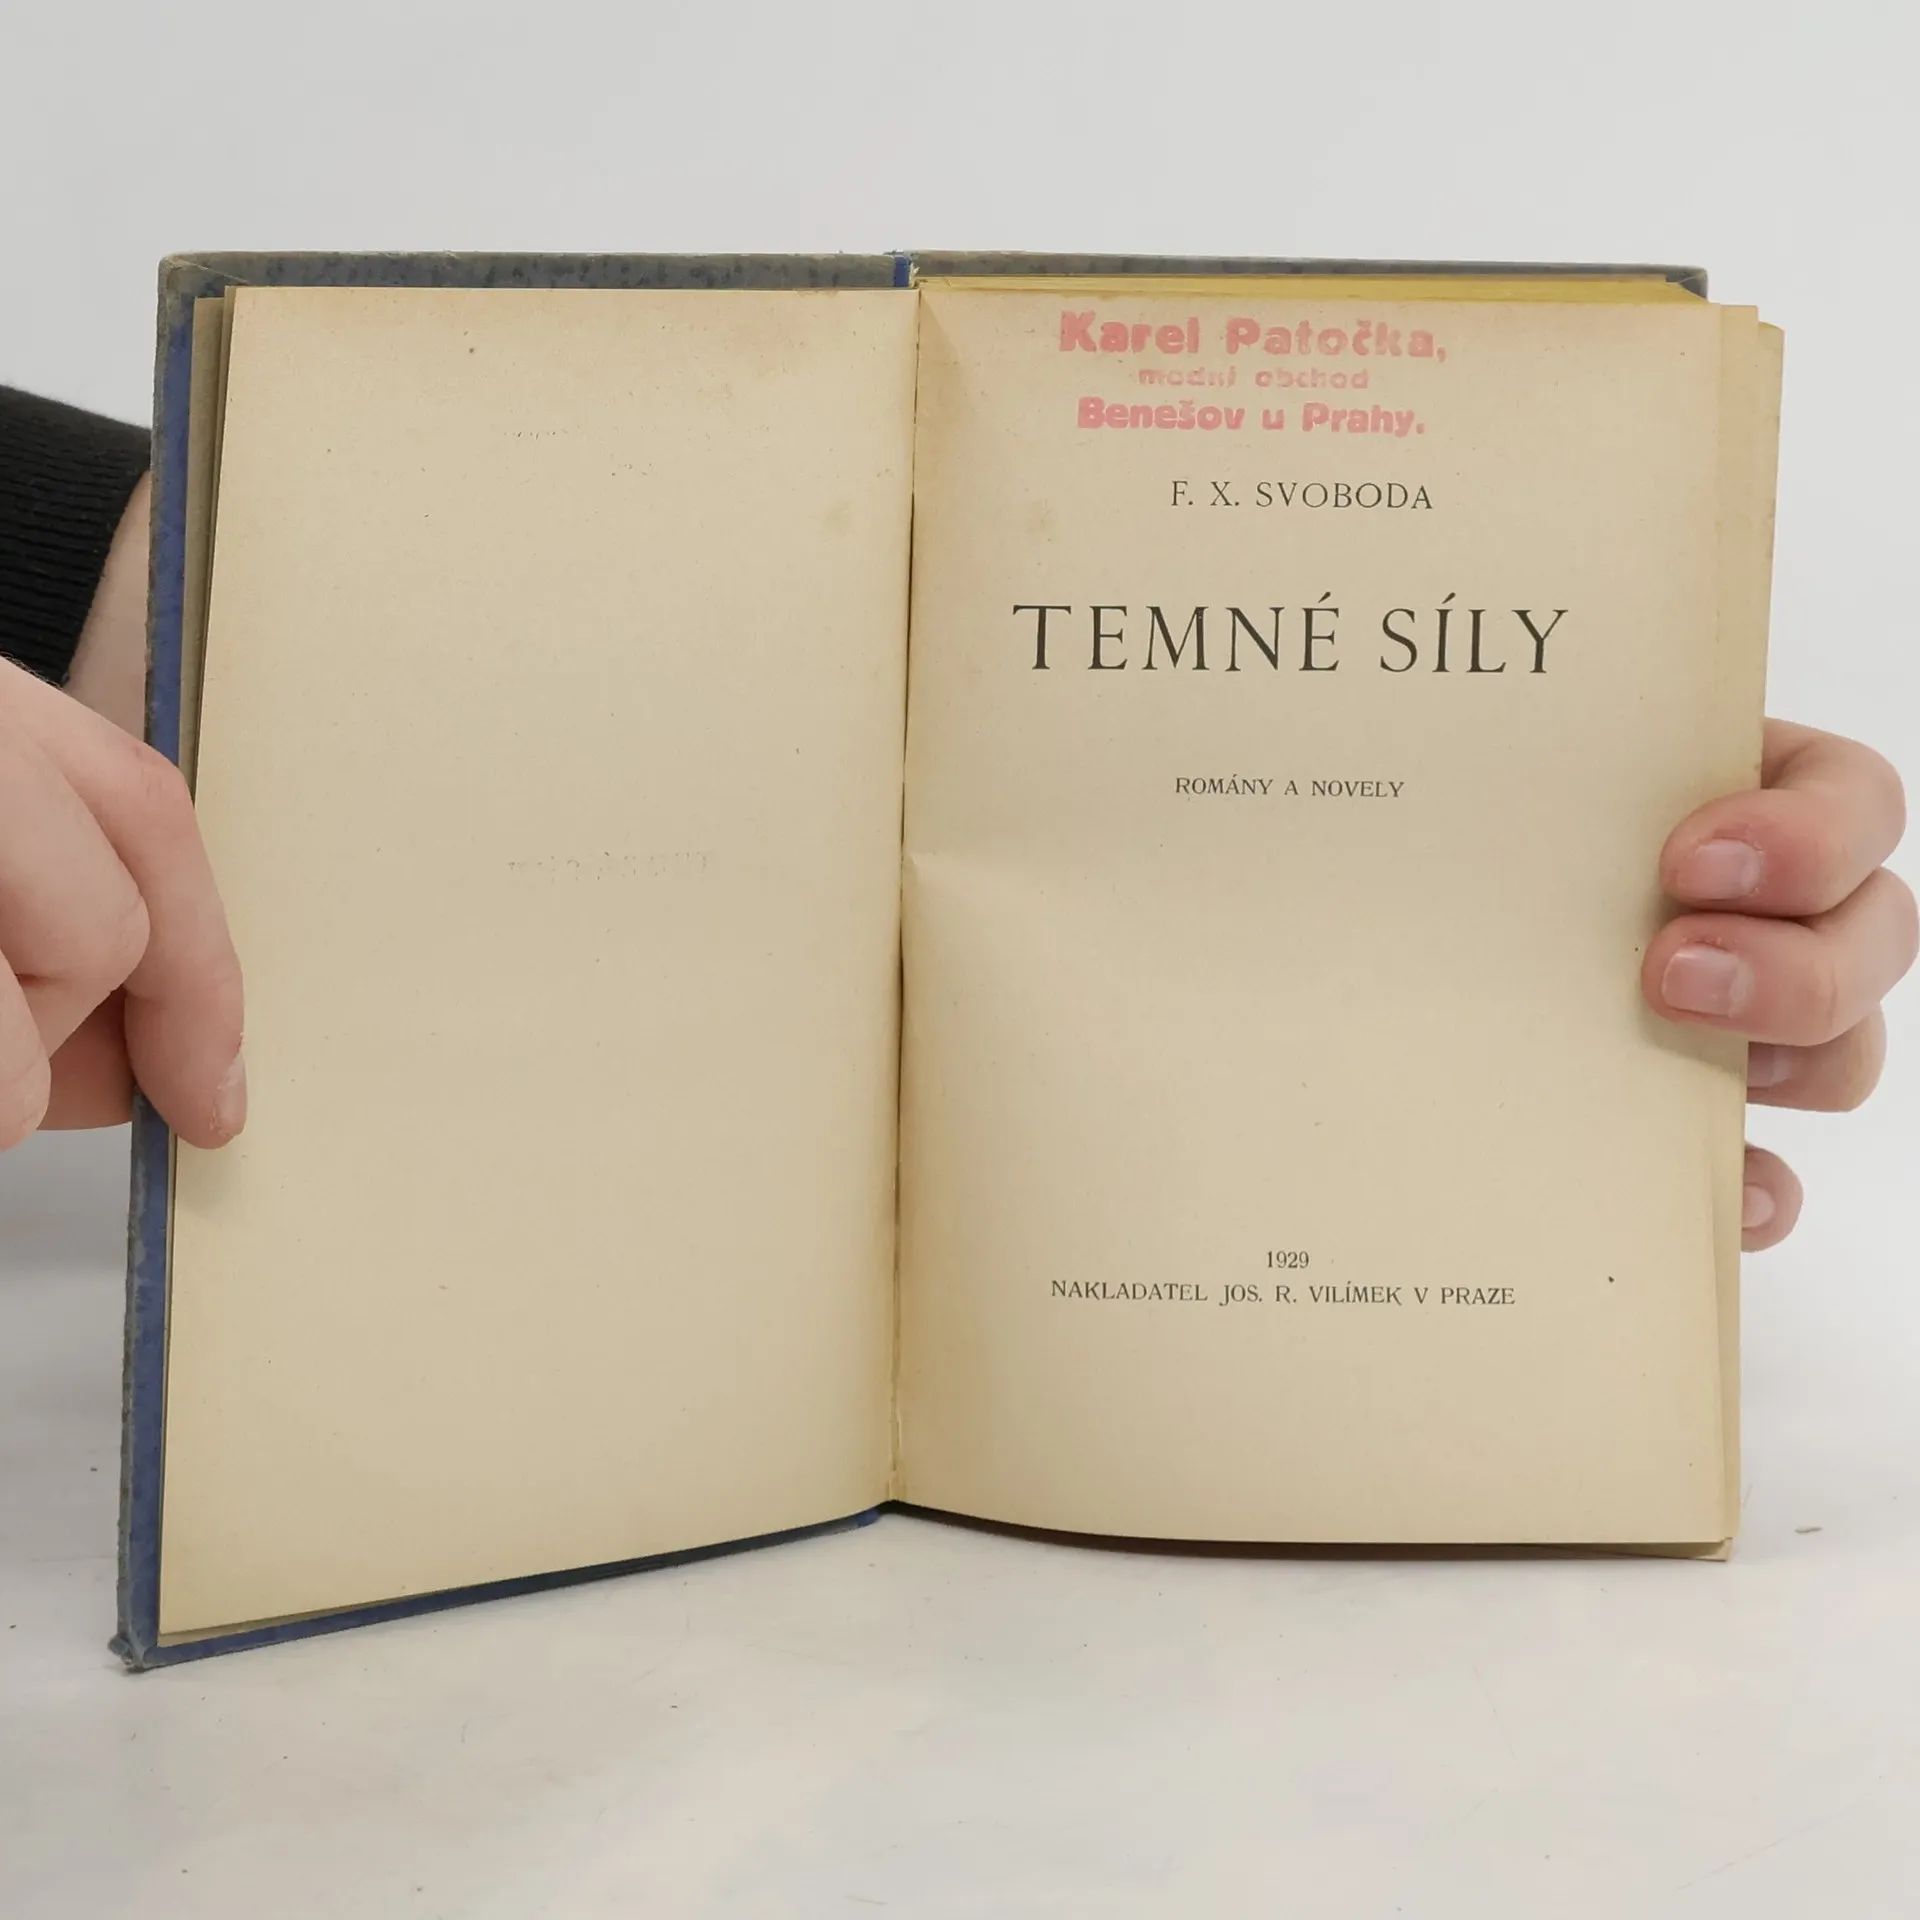 Karel Patočka,
modní obchod
Benešov u Prahy.
F. X. SVOBODA
TEMNÉ SÍLY
ROMÁNY A NOVELY
1929
NAKLADATEL JOS. R. VILÍMEK V PRAZE